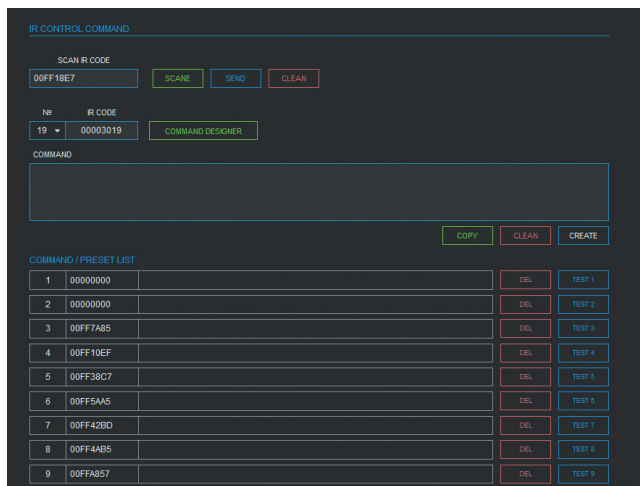 IR CONTROL COMMAND
SCAN IR CODE
00FF18E7 SCANE SEND CLEAN
№ IR CODE
19 00003019 COMMAND DESIGNER
COMMAND
COPY CLEAN CREATE
COMMAND / PRESET LIST
1 00000000 DEL TEST 1
2 00000000 DEL TEST 2
3 00FF7A85 DEL TEST 3
4 00FF10EF DEL TEST 4
5 00FF38C7 DEL TEST 5
6 00FF5AA5 DEL TEST 6
7 00FF42BD DEL TEST 7
8 00FF4AB5 DEL TEST 8
9 00FFA857 DEL TEST 9